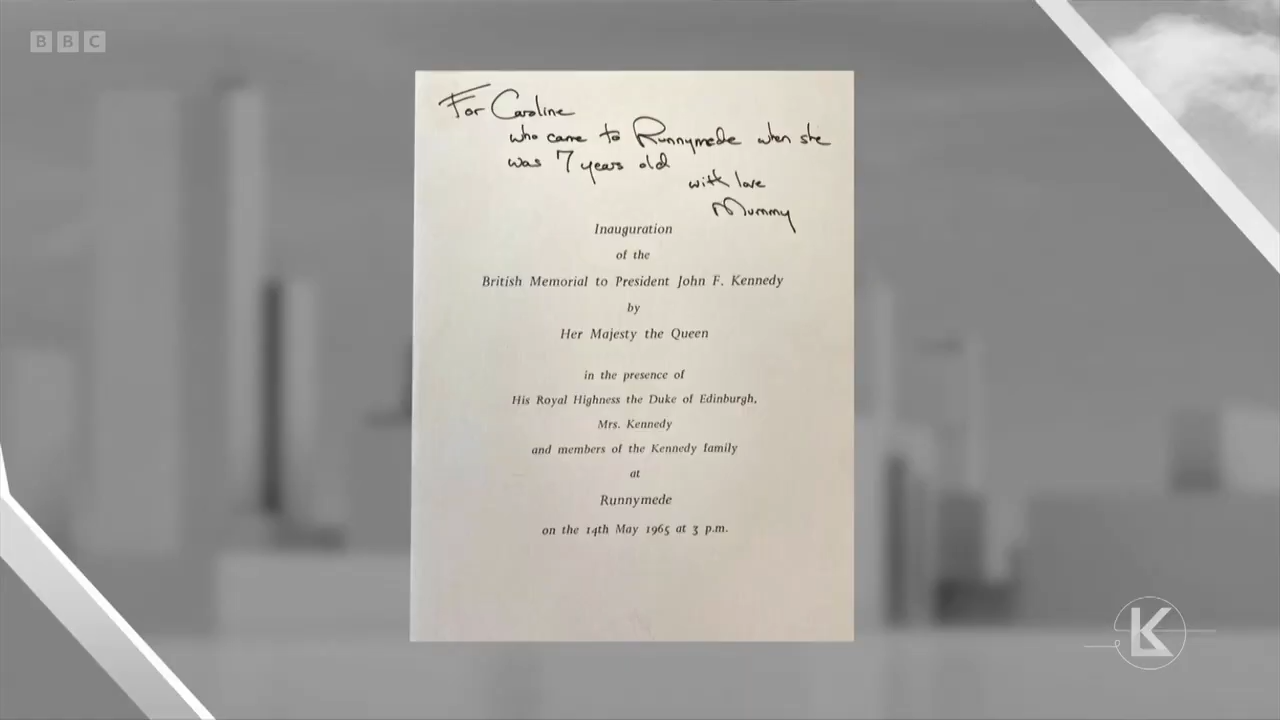 BBC
For Caroline
who came to Runnymede when she
was 7 years old
with love
Mummy
Inauguration
of the
British Memorial to President John F. Kennedy
by
Her Majesty the Queen
in the presence of
His Royal Highness the Duke of Edinburgh,
Mrs. Kennedy
and members of the Kennedy family
at
Runnymede
on the 14th May 1965 at 3 p.m.
LK